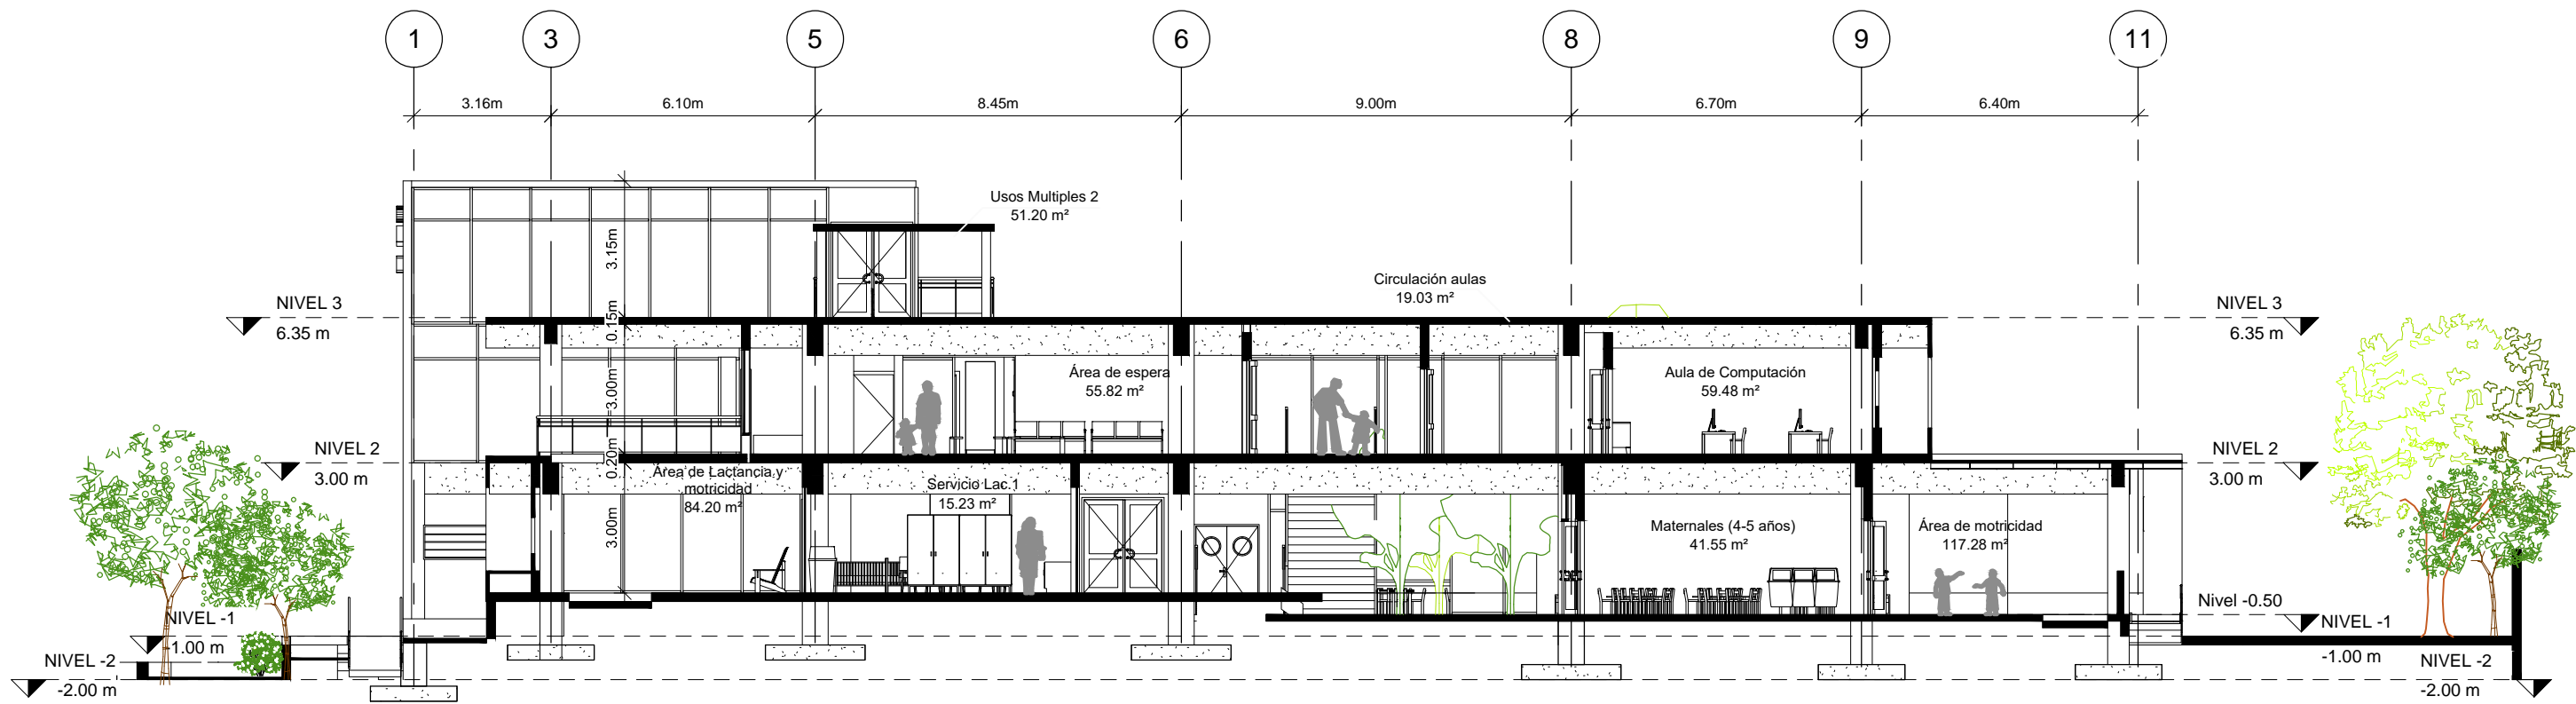 1
3
5
6
8
9
11
3.16m
6.10m
8.45m
9.00m
6.70m
6.40m
Usos Multiples 2
51.20 m²
3.15m
Circulación aulas
19.03 m²
NIVEL 3
6.35 m
NIVEL 3
6.35 m
0.15m
Área de espera
55.82 m²
Aula de Computación
59.48 m²
3.00m
NIVEL 2
3.00 m
NIVEL 2
3.00 m
0.20m
Área de Lactancia y
motricidad
84.20 m²
Servicio Lac.1
15.23 m²
Maternales (4-5 años)
41.55 m²
Área de motricidad
117.28 m²
3.00m
Nivel -0.50
NIVEL -1
-1.00 m
NIVEL -1
-1.00 m
NIVEL -2
-2.00 m
NIVEL -2
-2.00 m